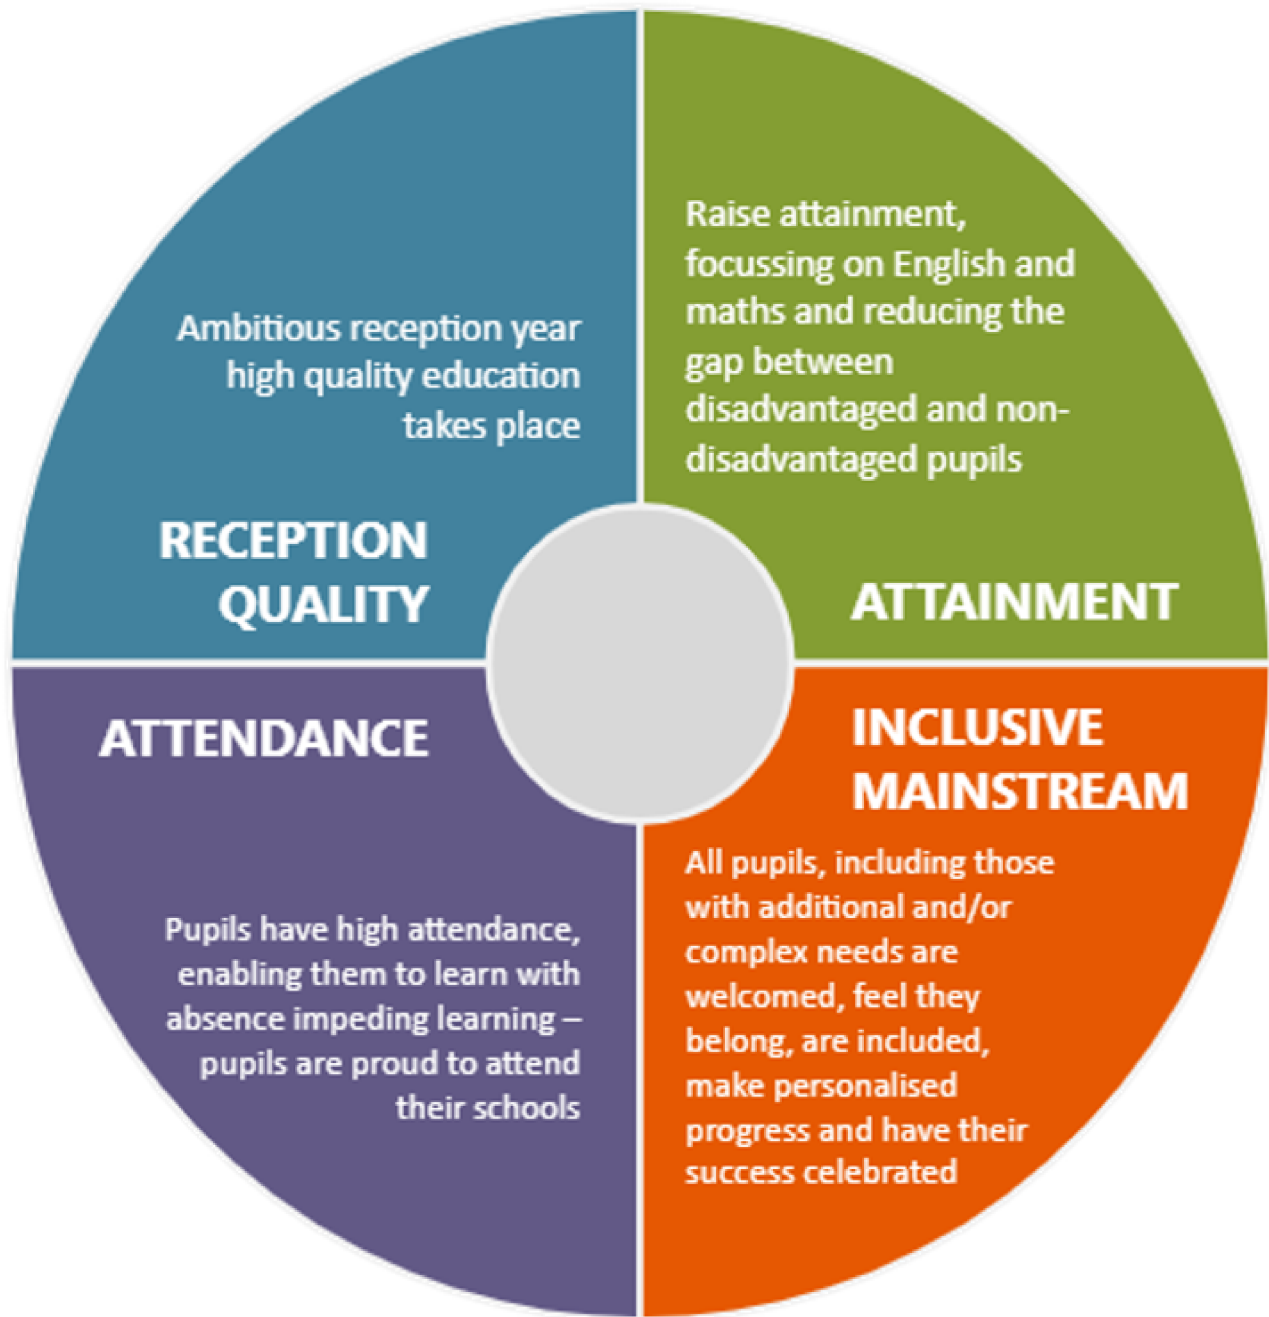 Ambitious reception year
high quality education
takes place
RECEPTION
QUALITY
Raise attainment,
focussing on English and
maths and reducing the
gap between
disadvantaged and non-
disadvantaged pupils
ATTAINMENT
ATTENDANCE
Pupils have high attendance,
enabling them to learn with
absence impeding learning –
pupils are proud to attend
their schools
INCLUSIVE
MAINSTREAM
All pupils, including those
with additional and/or
complex needs are
welcomed, feel they
belong, are included,
make personalised
progress and have their
success celebrated